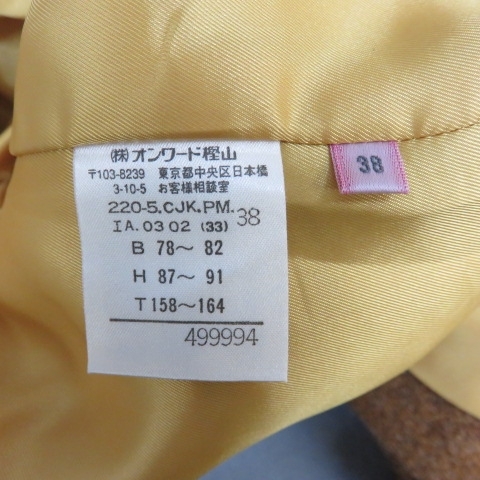 (株)オンワード樫山
〒103-8239 東京都中央区日本橋
3-10-5 お客様相談室
220-5.CJK.PM. 38
IA.03 02 (33)
B 78～ 82
H 87～ 91
T 158～164
499994
38